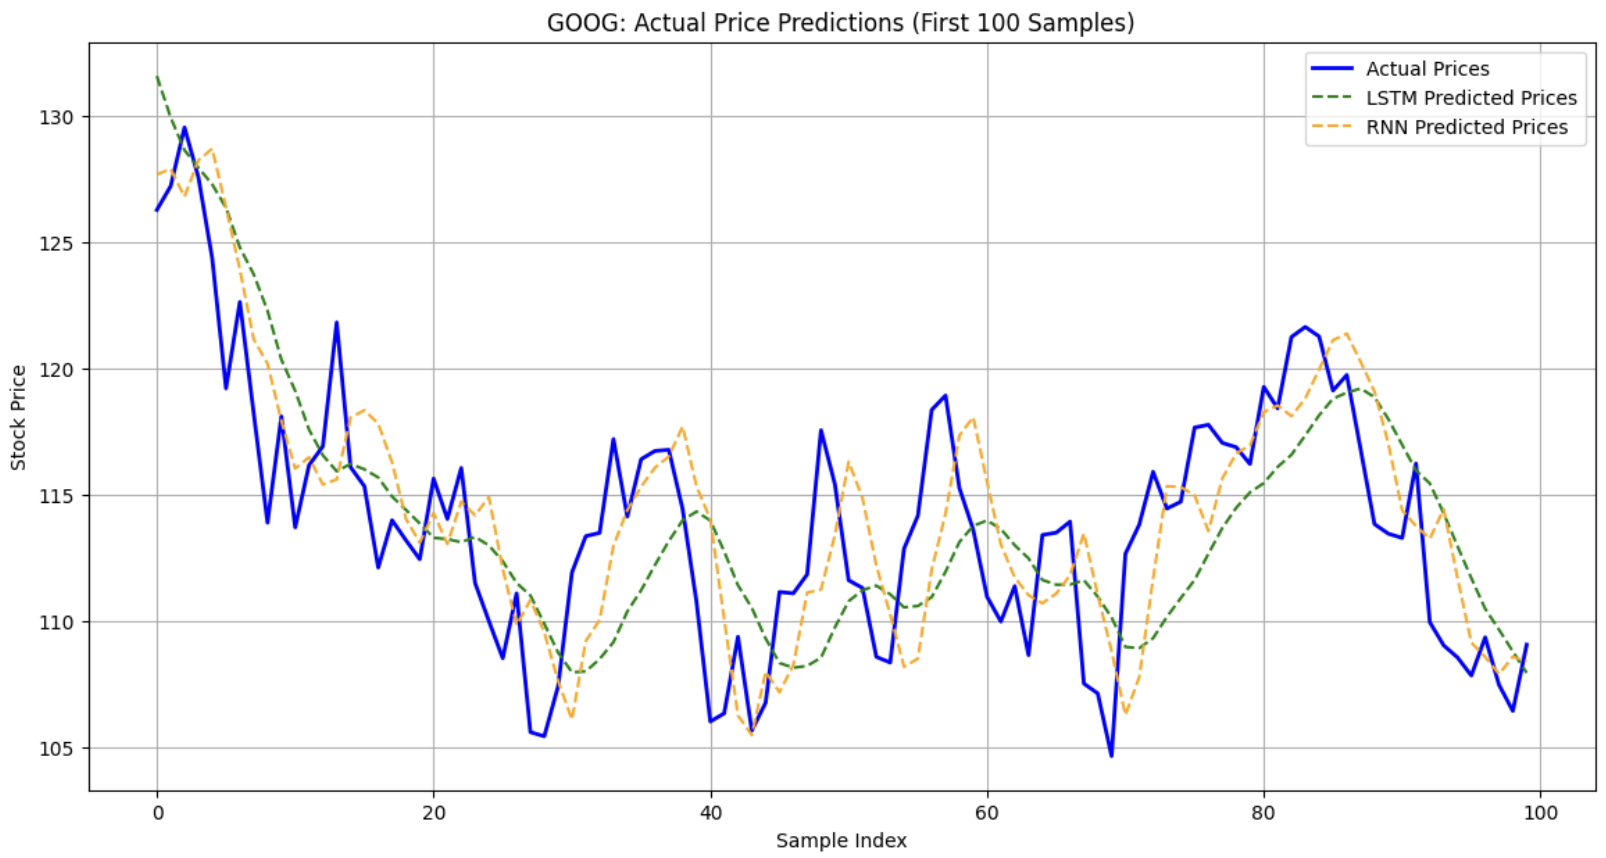 GOOG: Actual Price Predictions (First 100 Samples)
Actual Prices
LSTM Predicted Prices
RNN Predicted Prices
Stock Price
130
125
120
115
110
105
0 20 40 60 80 100
Sample Index